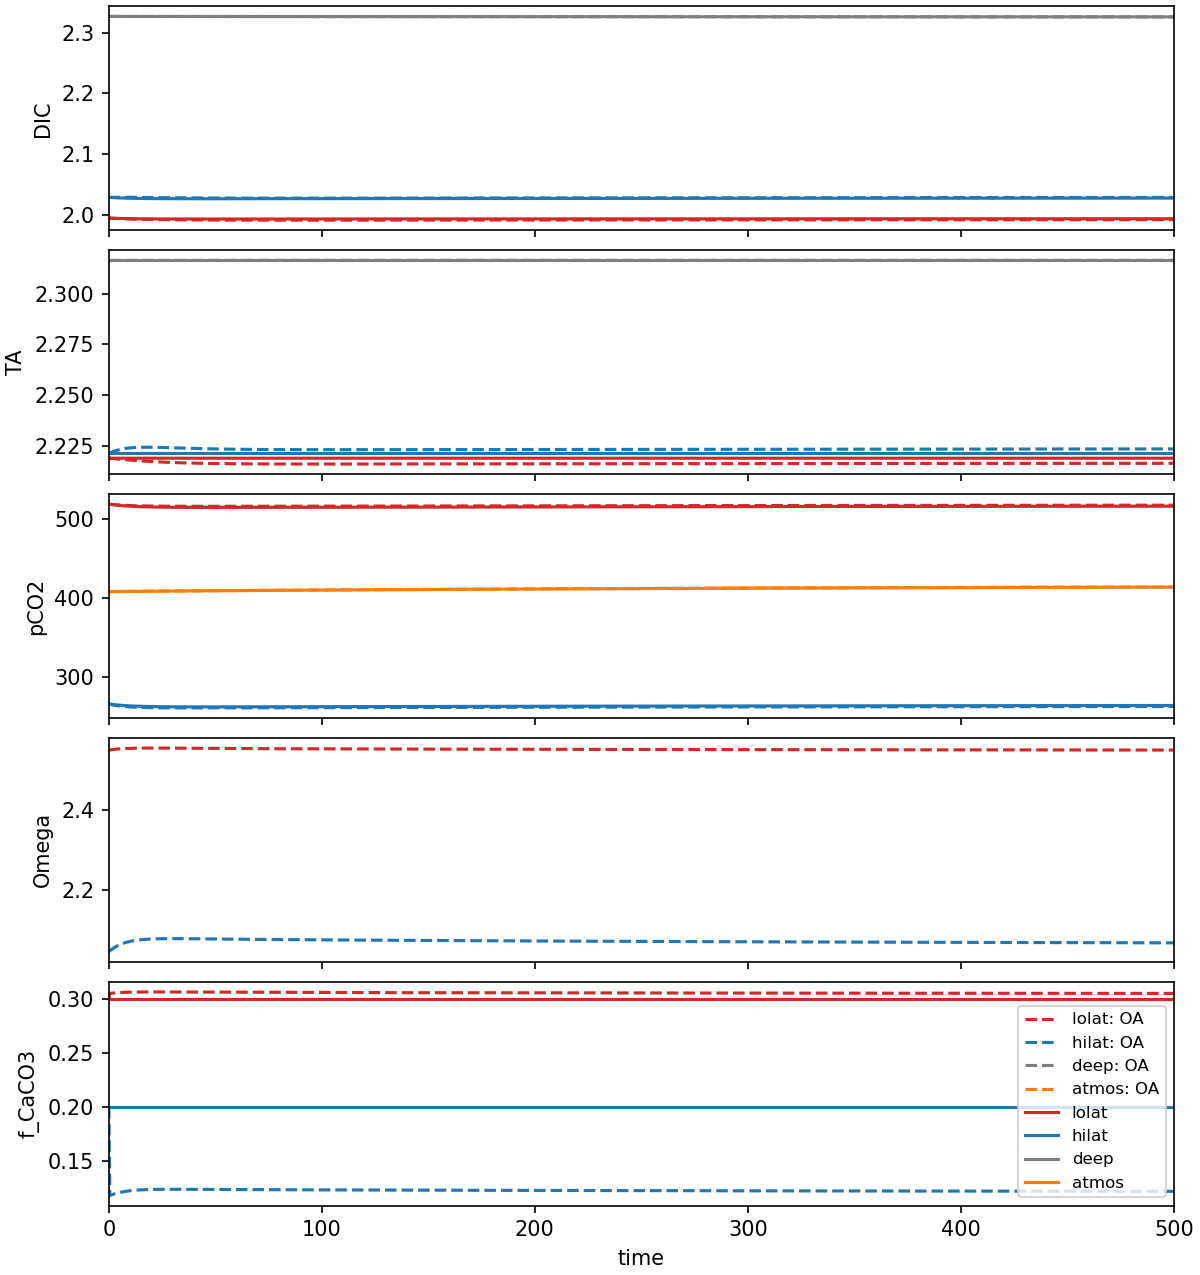 2.3
2.2
2.1
2.0
DIC
2.300
2.275
2.250
2.225
TA
500
400
300
pCO2
2.4
2.2
Omega
0.30
0.25
0.20
0.15
f_CaCO3
lolat: OA
hilat: OA
deep: OA
atmos: OA
lolat
hilat
deep
atmos
0 100 200 300 400 500
time